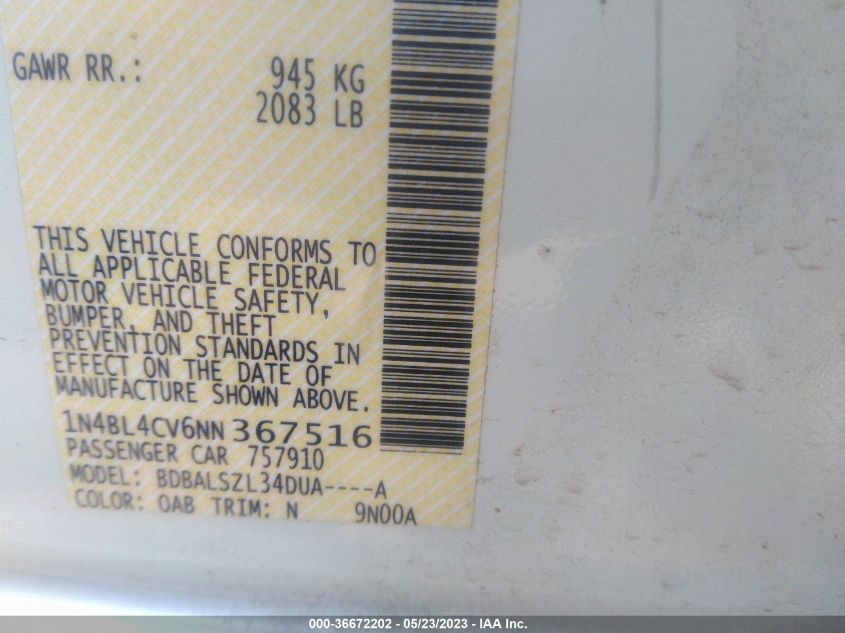 GAWR RR.: 945 KG
2083 LB
THIS VEHICLE CONFORMS TO
ALL APPLICABLE FEDERAL
MOTOR VEHICLE SAFETY,
BUMPER, AND THEFT
PREVENTION STANDARDS IN
EFFECT ON THE DATE OF
MANUFACTURE SHOWN ABOVE.
1N4BL4CV6NN 367516
PASSENGER CAR 757910
MODEL: BDBALSZL34DUA----A
COLOR: QAB TRIM: N 9N00A
000-36672202 - 05/23/2023 - IAA Inc.